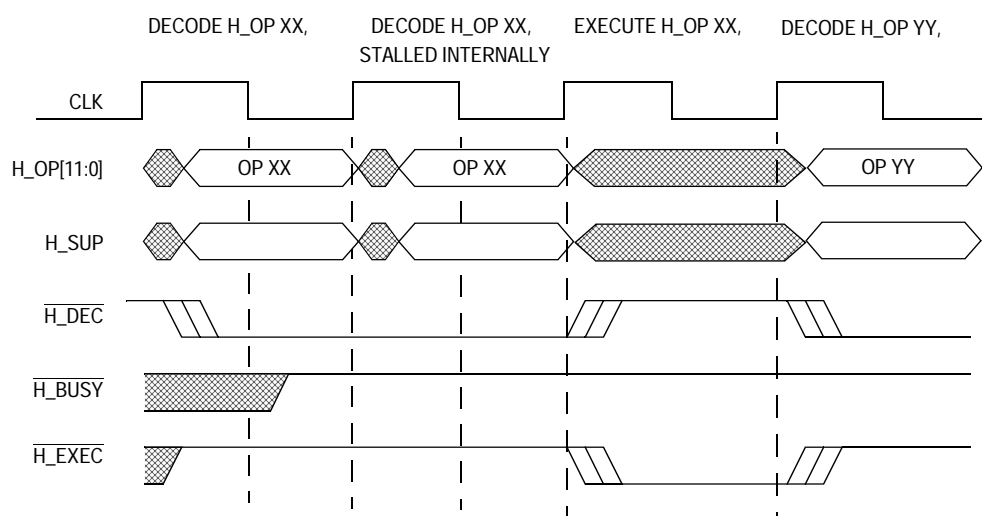 DECODE H_OP XX,
DECODE H_OP XX,
STALLED INTERNALLY
EXECUTE H_OP XX,
DECODE H_OP YY,
CLK
H_OP[11:0]
OP XX
OP XX
OP YY
H_SUP
H_DEC
H_BUSY
H_EXEC